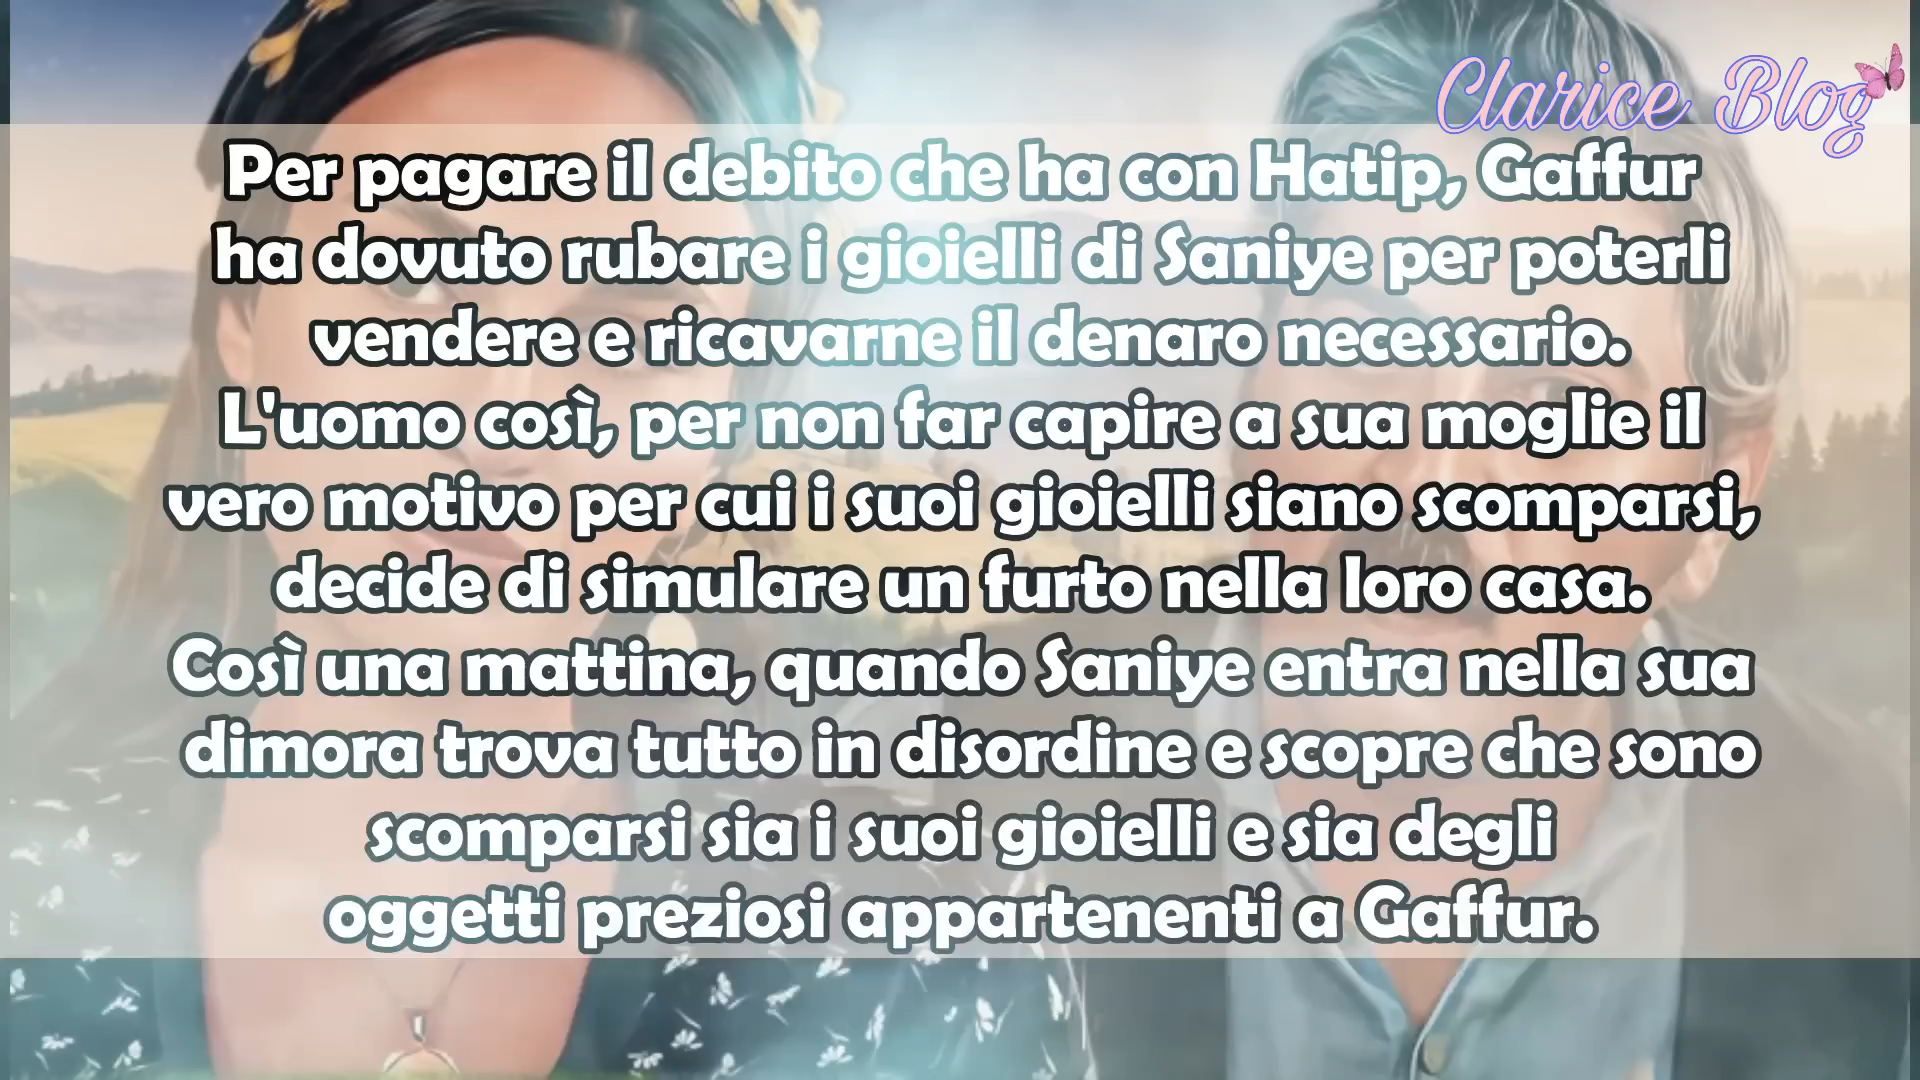 Clarice Blog
Per pagare il debito che ha con Hatip, Gaffur
ha dovuto rubare i gioielli di Saniye per poterli
vendere e ricavarne il denaro necessario.
L'uomo così, per non far capire a sua moglie il
vero motivo per cui i suoi gioielli siano scomparsi,
decide di simulare un furto nella loro casa.
Così una mattina, quando Saniye entra nella sua
dimora trova tutto in disordine e scopre che sono
scomparsi sia i suoi gioielli e sia degli
oggetti preziosi appartenenti a Gaffur.